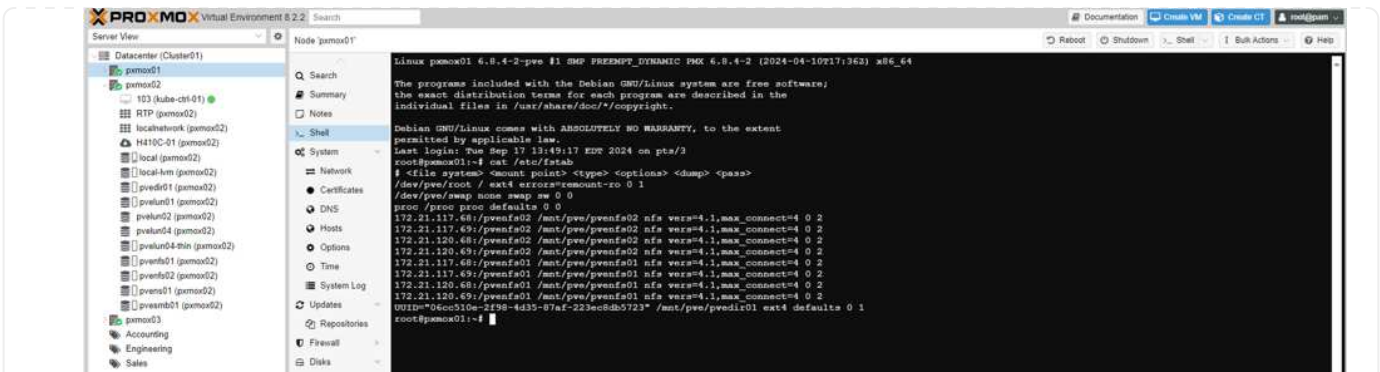 PROXMOX Virtual Environment 8.2.2 Search
Documentation Create VM Create CT root@pam
Server View
Datacenter (Cluster01)
pxmox01
pxmox02
103 (kube-ctrl-01)
RTP (pxmox02)
localnetwork (pxmox02)
H410C-01 (pxmox02)
local (pxmox02)
local-lvm (pxmox02)
pvedir01 (pxmox02)
pvelun01 (pxmox02)
pvelun02 (pxmox02)
pvelun04 (pxmox02)
pvelun04-thin (pxmox02)
pvenfs01 (pxmox02)
pvenfs02 (pxmox02)
pvens01 (pxmox02)
pvesmb01 (pxmox02)
pxmox03
Accounting
Engineering
Sales
Node 'pxmox01'
Reboot Shutdown Shell Bulk Actions Help
Search
Summary
Notes
Shell
System
Network
Certificates
DNS
Hosts
Options
Time
System Log
Updates
Repositories
Firewall
Disks
Linux pxmox01 6.8.4-2-pve #1 SMP PREEMPT_DYNAMIC PMX 6.8.4-2 (2024-04-10T17:36Z) x86_64
The programs included with the Debian GNU/Linux system are free software;
the exact distribution terms for each program are described in the
individual files in /usr/share/doc/*/copyright.
Debian GNU/Linux comes with ABSOLUTELY NO WARRANTY, to the extent
permitted by applicable law.
Last login: Tue Sep 17 13:49:17 EDT 2024 on pts/3
root@pxmox01:~# cat /etc/fstab
# <file system> <mount point> <type> <options> <dump> <pass>
/dev/pve/root / ext4 errors=remount-ro 0 1
/dev/pve/swap none swap sw 0 0
proc /proc proc defaults 0 0
172.21.117.68:/pvenfs02 /mnt/pve/pvenfs02 nfs vers=4.1,max_connect=4 0 2
172.21.117.69:/pvenfs02 /mnt/pve/pvenfs02 nfs vers=4.1,max_connect=4 0 2
172.21.120.68:/pvenfs02 /mnt/pve/pvenfs02 nfs vers=4.1,max_connect=4 0 2
172.21.120.69:/pvenfs02 /mnt/pve/pvenfs02 nfs vers=4.1,max_connect=4 0 2
172.21.117.68:/pvenfs01 /mnt/pve/pvenfs01 nfs vers=4.1,max_connect=4 0 2
172.21.117.69:/pvenfs01 /mnt/pve/pvenfs01 nfs vers=4.1,max_connect=4 0 2
172.21.120.68:/pvenfs01 /mnt/pve/pvenfs01 nfs vers=4.1,max_connect=4 0 2
172.21.120.69:/pvenfs01 /mnt/pve/pvenfs01 nfs vers=4.1,max_connect=4 0 2
UUID="06cc510e-2f98-4d35-87af-223ec8db5723" /mnt/pve/pvedir01 ext4 defaults 0 1
root@pxmox01:~#